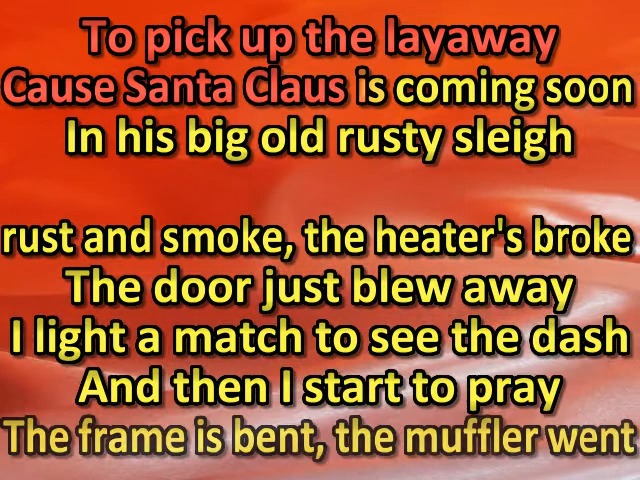 To pick up the layaway
Cause Santa Claus is coming soon
In his big old rusty sleigh
rust and smoke, the heater's broke
The door just blew away
I light a match to see the dash
And then I start to pray
The frame is bent, the muffler went